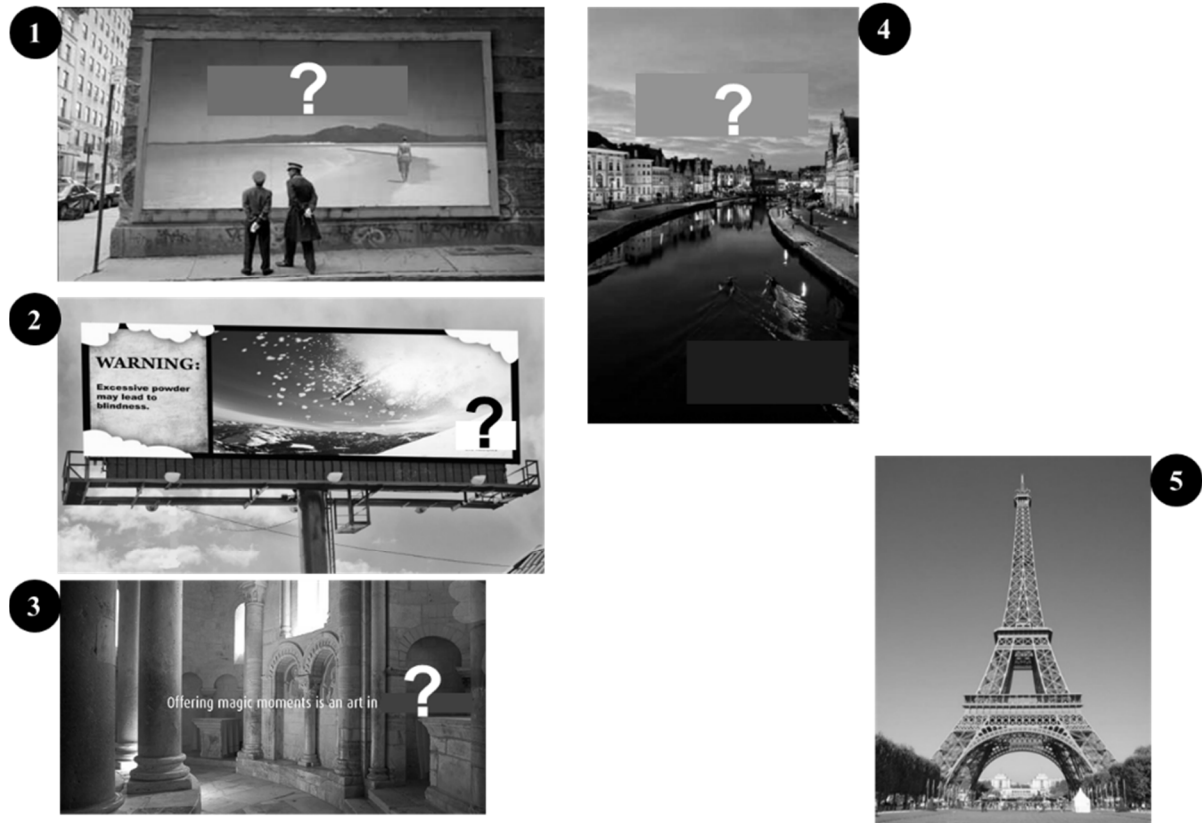 1
?
2
WARNING:
Excessive powder
may lead to
blindness.
?
3
Offering magic moments is an art in
?
4
?
5